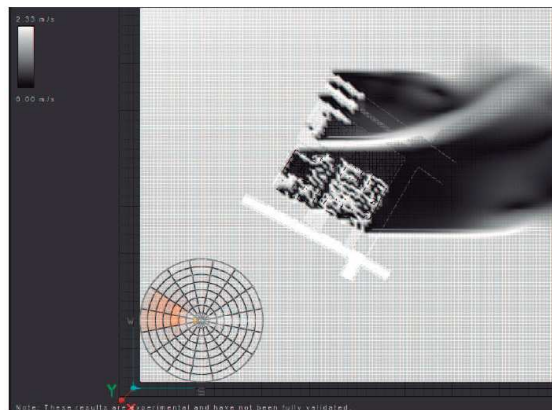 2.33 m/s
0.00 m/s
W
S
Y
X
Note: These results are experimental and have not been fully validated.